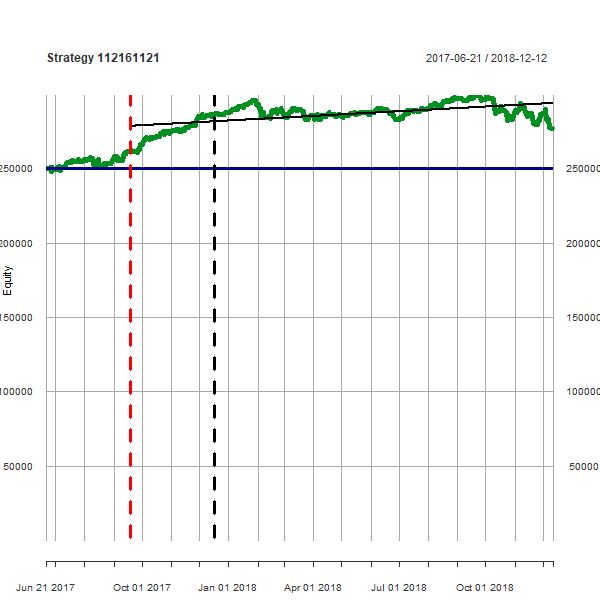 Strategy 112161121
2017-06-21 / 2018-12-12
250000
250000
200000
200000
Equity
150000
150000
100000
100000
50000
50000
Jun 21 2017
Oct 01 2017
Jan 01 2018
Apr 01 2018
Jul 01 2018
Oct 01 2018